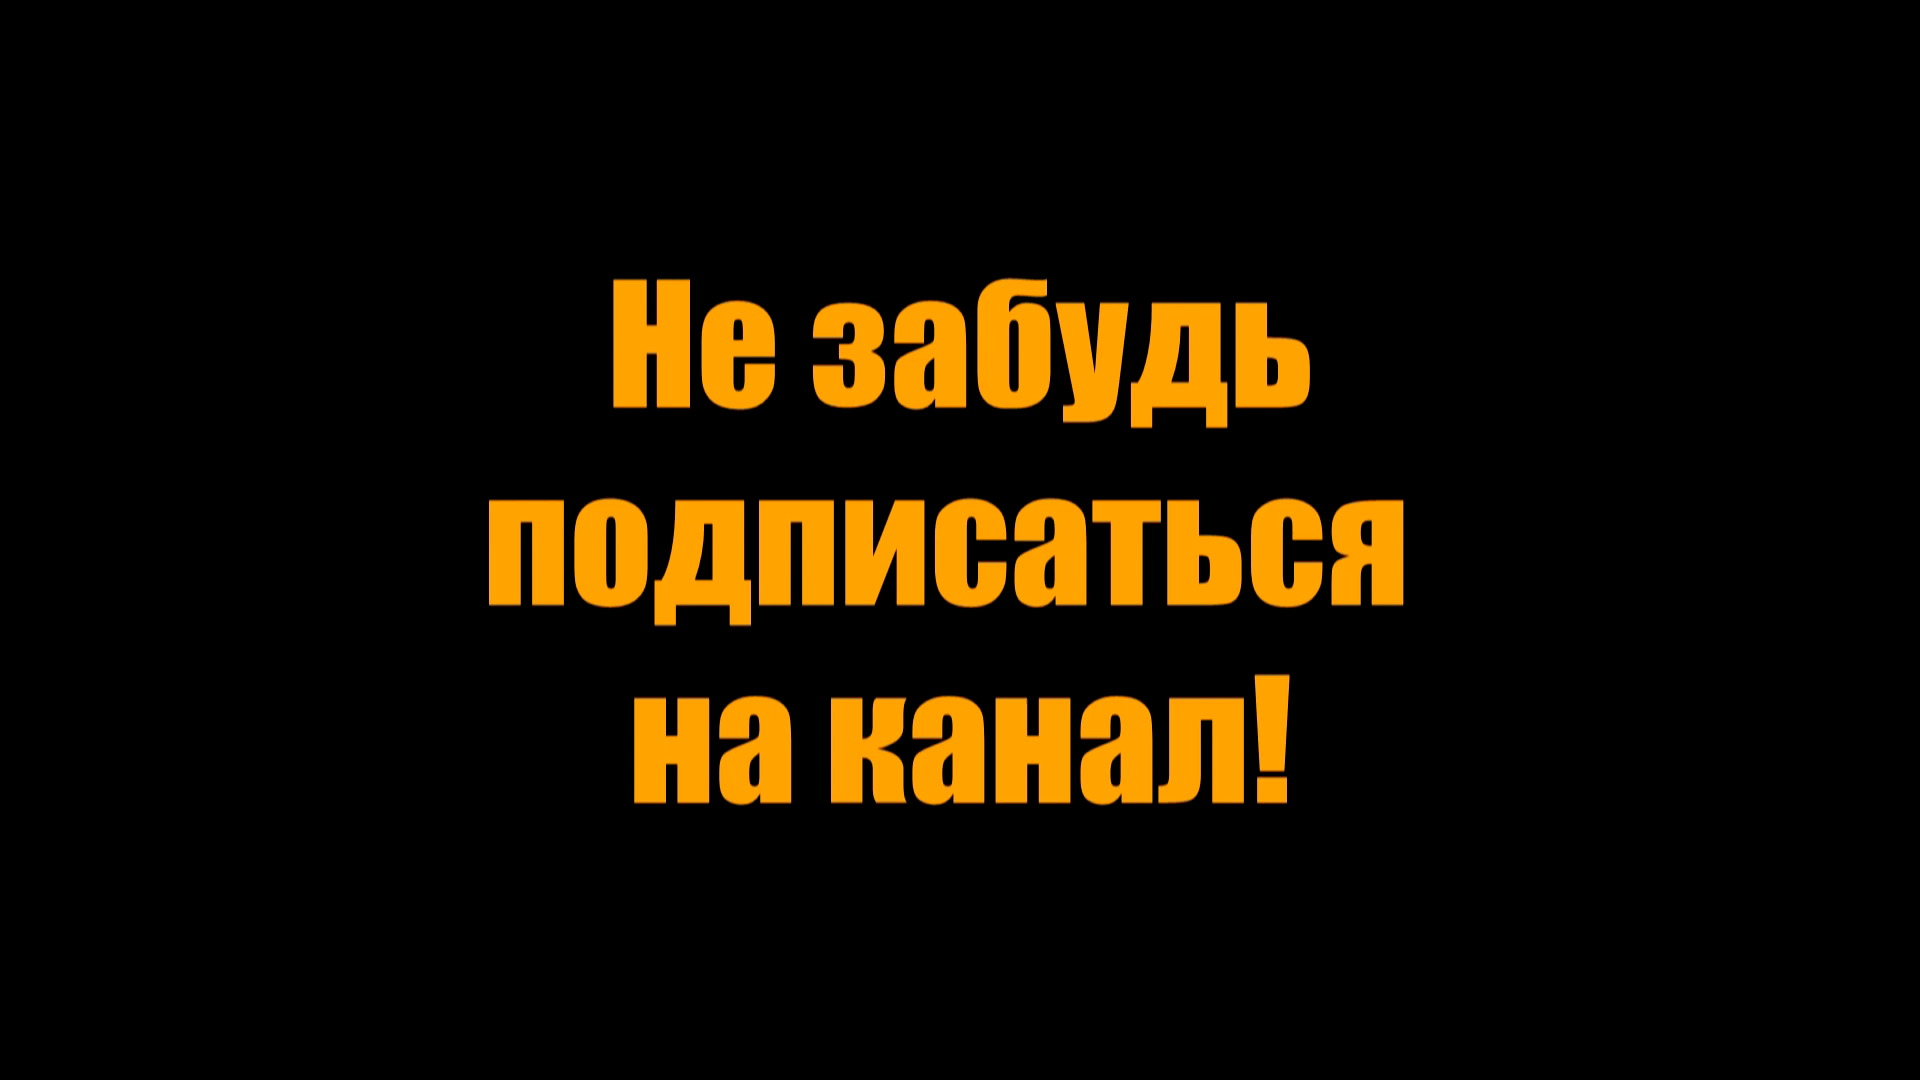 Не забудь
подписаться
на канал!